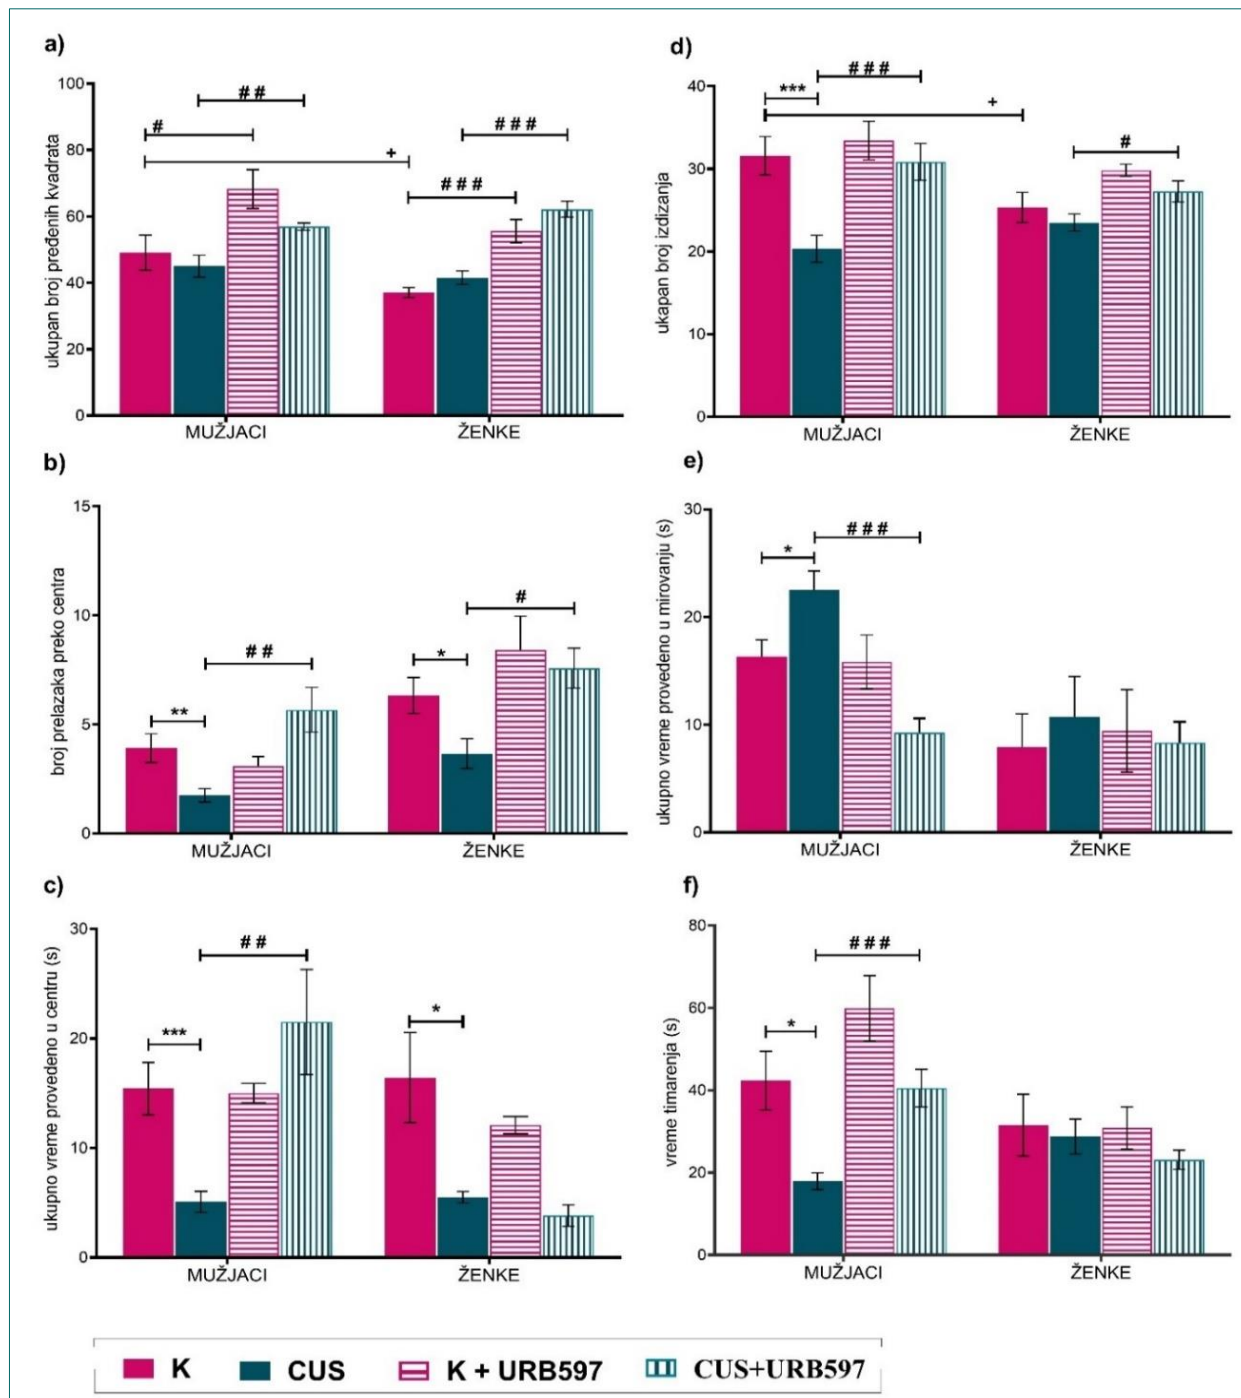 a)
ukupan broj pređenih kvadrata
100
80
60
40
20
0
# #
#
+
# # #
# # #
MUŽJACI
ŽENKE
b)
broj prelazaka preko centra
15
10
5
0
**
# #
*
#
MUŽJACI
ŽENKE
c)
ukupno vreme provedeno u centru (s)
30
20
10
0
***
# #
*
MUŽJACI
ŽENKE
d)
ukapan broj izdizanja
40
30
20
10
0
***
# # #
+
#
MUŽJACI
ŽENKE
e)
ukupno vreme provedeno u mirovanju (s)
30
20
10
0
*
# # #
MUŽJACI
ŽENKE
f)
vreme timarenja (s)
80
60
40
20
0
*
# # #
MUŽJACI
ŽENKE
K
CUS
K + URB597
CUS+URB597